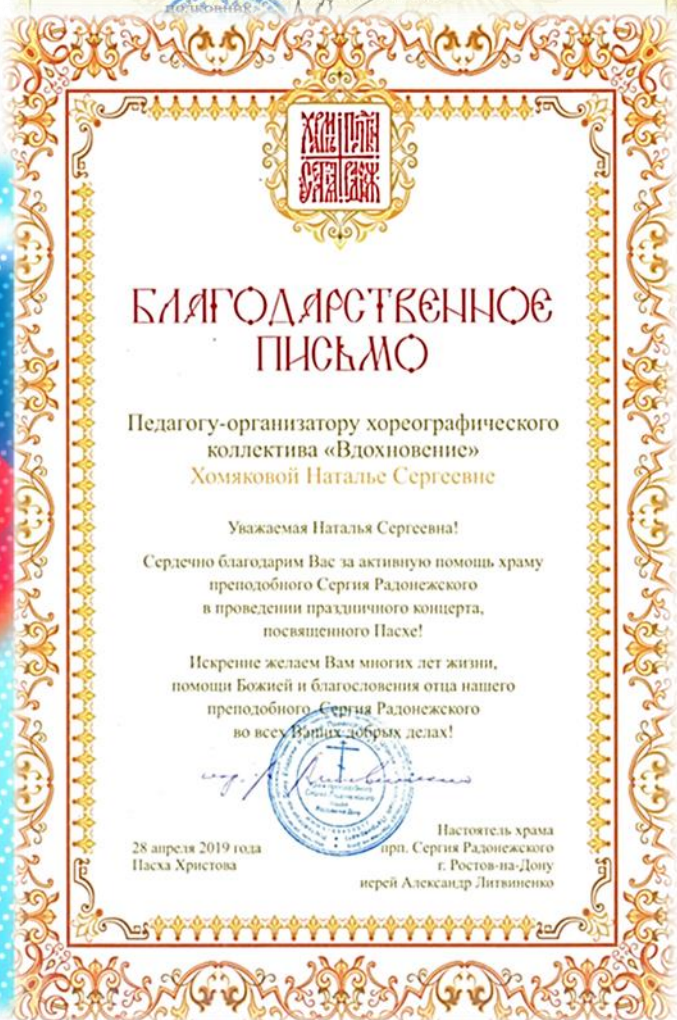 полковник
БЛАГОДАРСТВЕННОЕ
ПИСЬМО
Педагогу-организатору хореографического
коллектива «Вдохновение»
Хомяковой Наталье Сергеевне
Уважаемая Наталья Сергеевна!
Сердечно благодарим Вас за активную помощь храму
преподобного Сергия Радонежского
в проведении праздничного концерта,
посвященного Пасхе!
Искренне желаем Вам многих лет жизни,
помощи Божией и благословения отца нашего
преподобного Сергия Радонежского
во всех Ваших добрых делах!
28 апреля 2019 года
Пасха Христова
Настоятель храма
прп. Сергия Радонежского
г. Ростов-на-Дону
иерей Александр Литвиненко